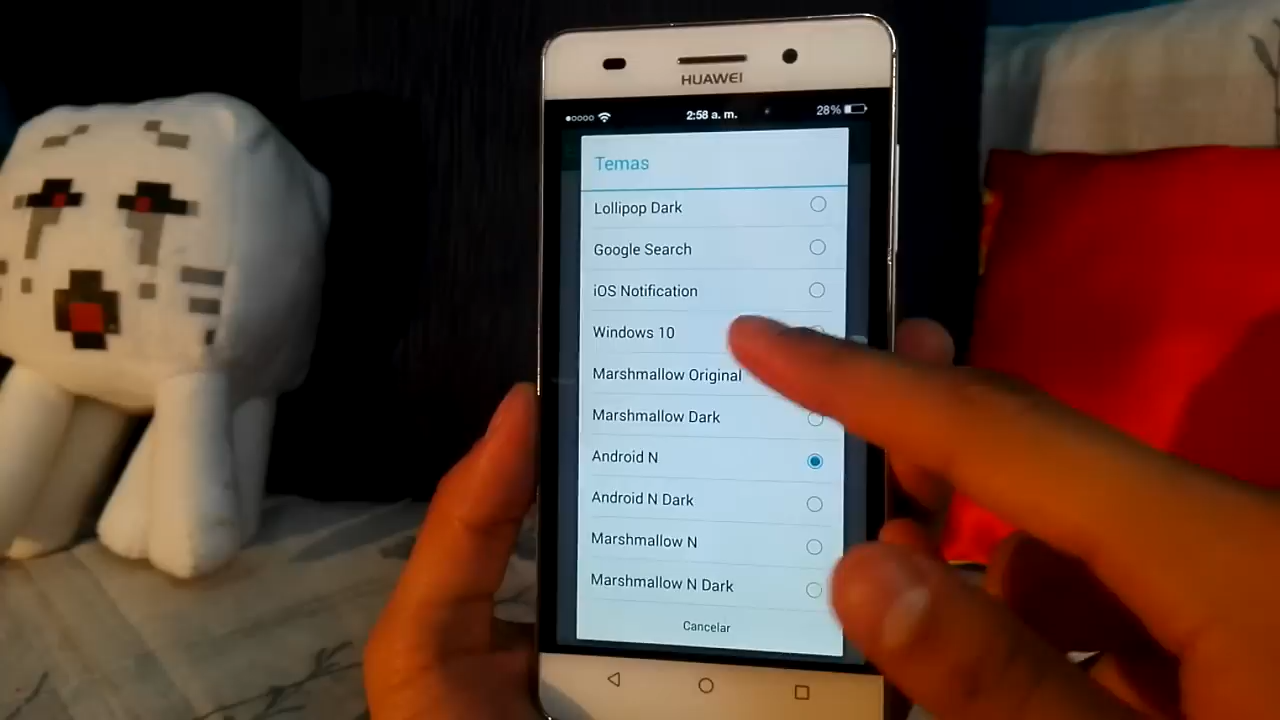 HUAWEI
2:58 a. m.
28%
Temas
Lollipop Dark
Google Search
iOS Notification
Windows 10
Marshmallow Original
Marshmallow Dark
Android N
Android N Dark
Marshmallow N
Marshmallow N Dark
Cancelar